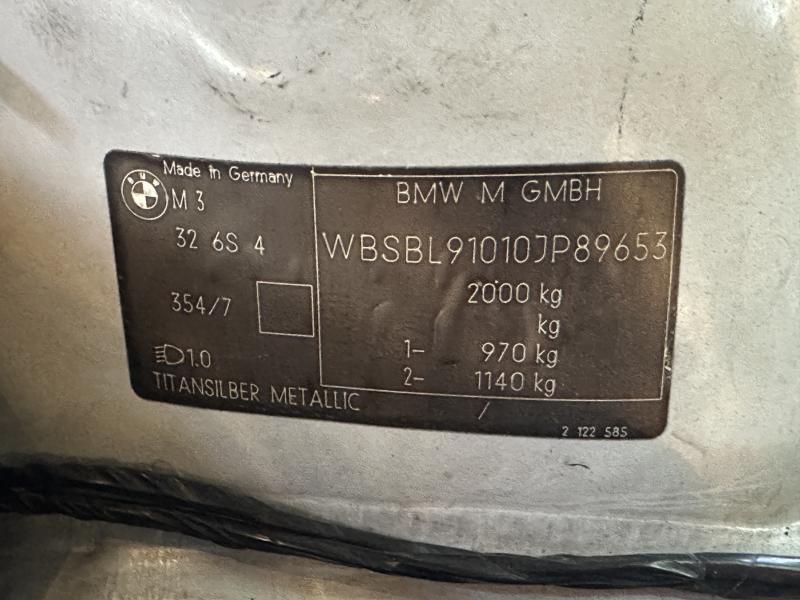 Made in Germany
BMW
M 3
32 6S 4
354/7
1.0
TITANSILBER METALLIC
BMW M GMBH
WBSBL91010JP89653
2000 kg
kg
1- 970 kg
2- 1140 kg
/
2 122 585